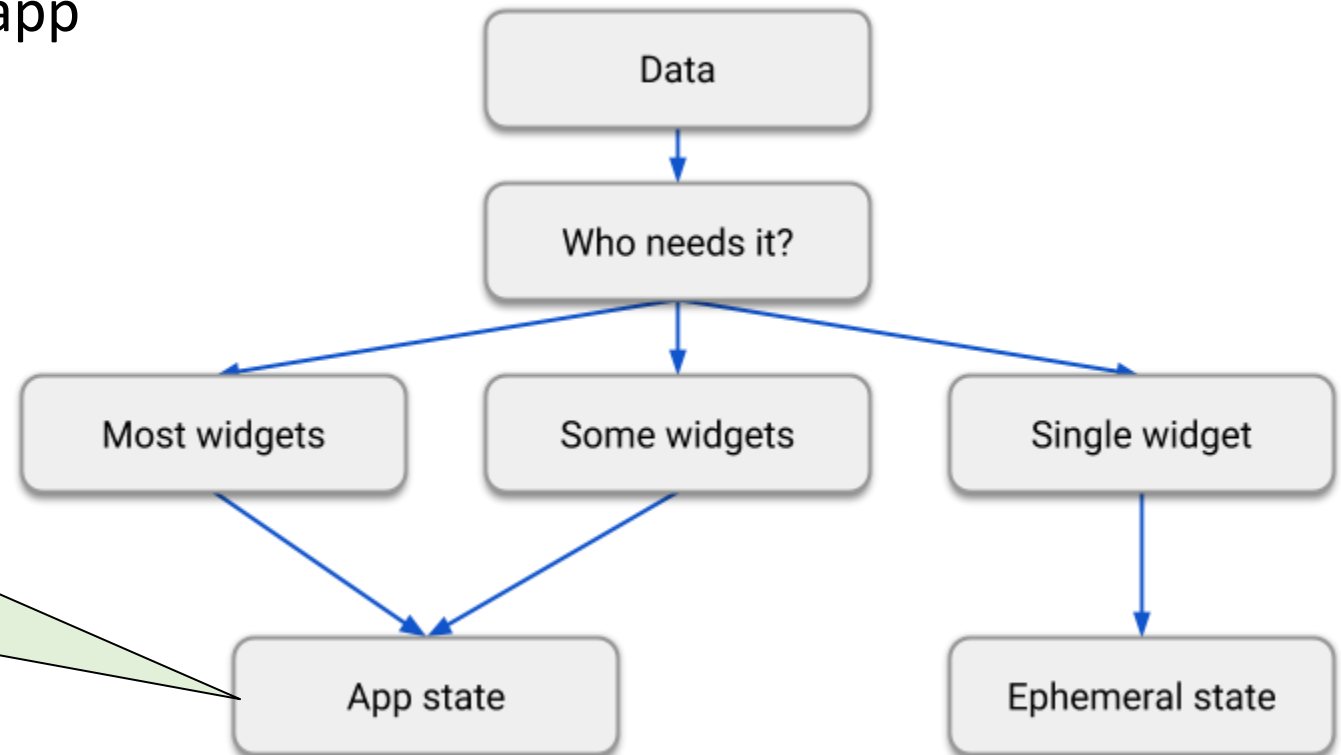 app
Data
Who needs it?
Most widgets
Some widgets
Single widget
App state
Ephemeral state